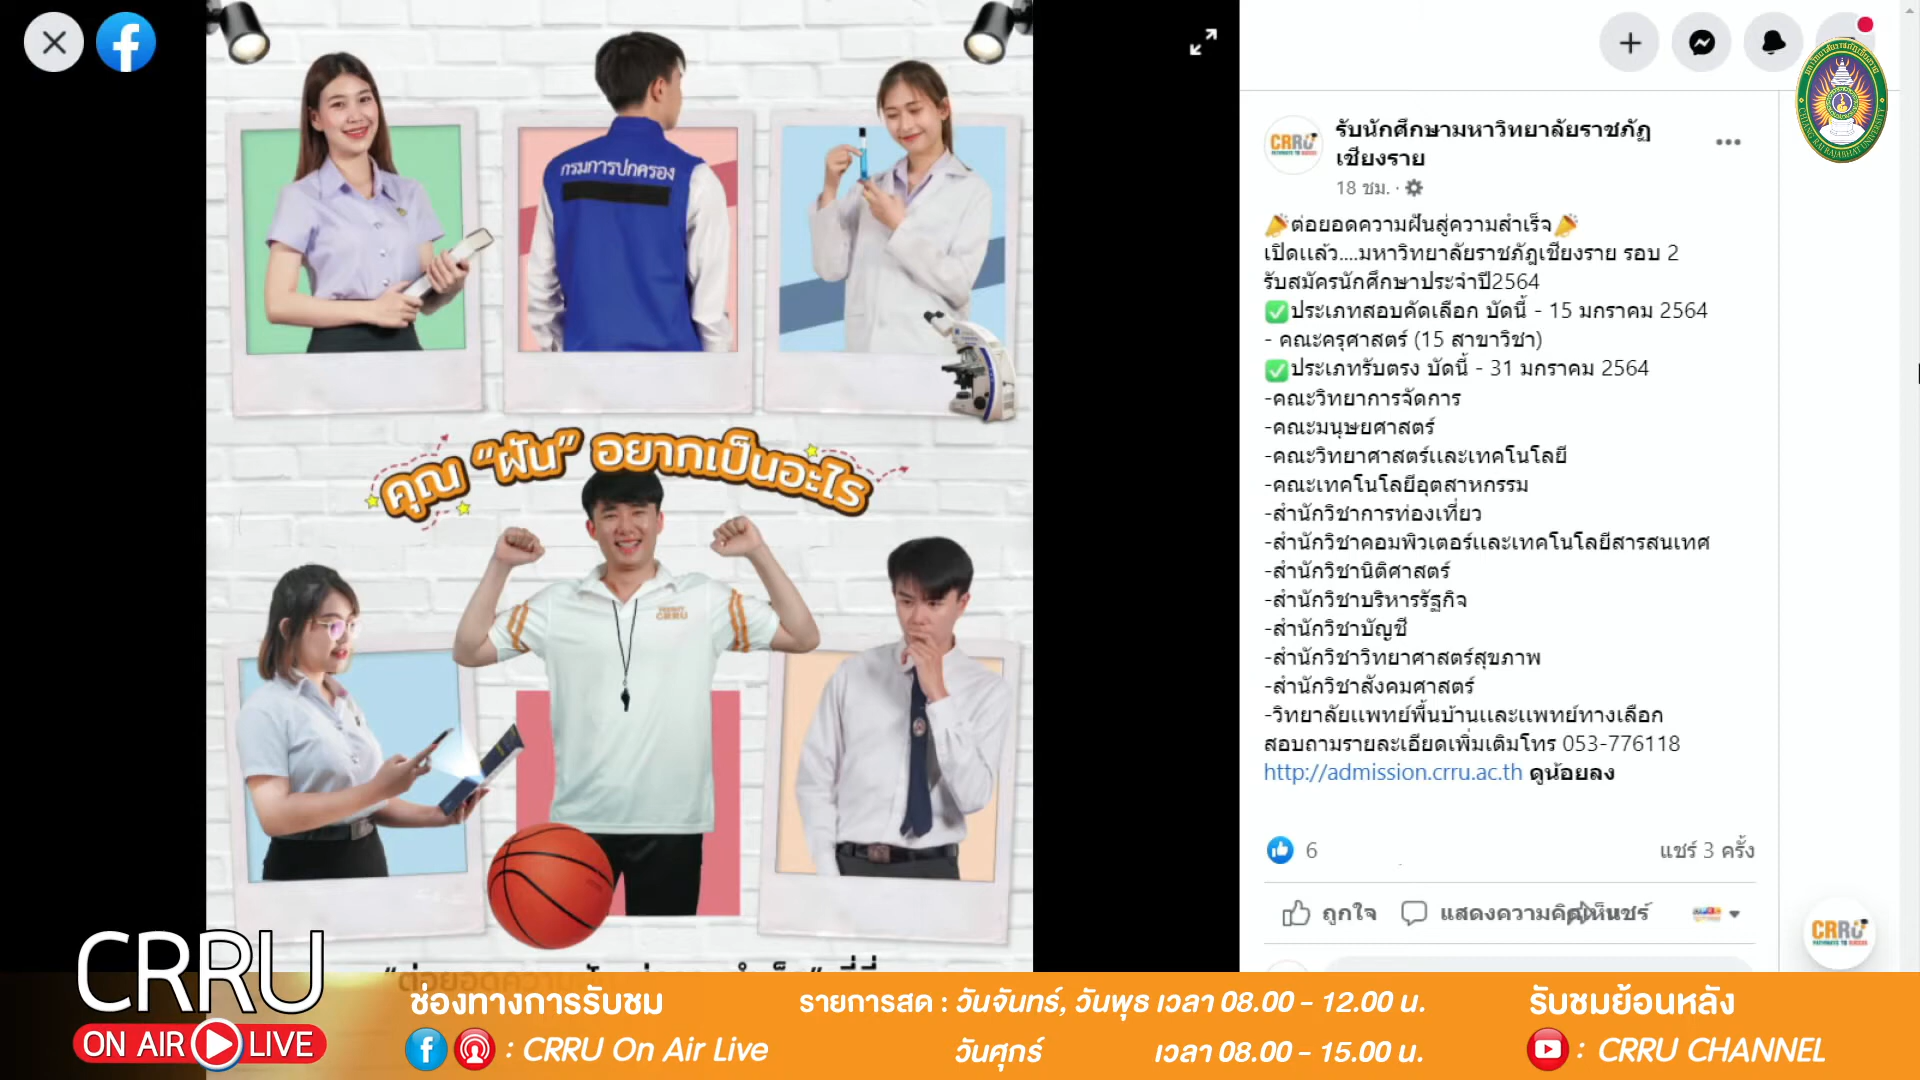 กรมการปกครอง
คุณ "ฝัน" อยากเป็นอะไร
CRRU
รับนักศึกษามหาวิทยาลัยราชภัฏ
เชียงราย
18 ชม. ·
ต่อยอดความฝันสู่ความสำเร็จ
เปิดแล้ว....มหาวิทยาลัยราชภัฏเชียงราย รอบ 2
รับสมัครนักศึกษาประจำปี2564
ประเภทสอบคัดเลือก บัดนี้ - 15 มกราคม 2564
- คณะครุศาสตร์ (15 สาขาวิชา)
ประเภทรับตรง บัดนี้ - 31 มกราคม 2564
-คณะวิทยาการจัดการ
-คณะมนุษยศาสตร์
-คณะวิทยาศาสตร์และเทคโนโลยี
-คณะเทคโนโลยีอุตสาหกรรม
-สำนักวิชาการท่องเที่ยว
-สำนักวิชาคอมพิวเตอร์และเทคโนโลยีสารสนเทศ
-สำนักวิชานิติศาสตร์
-สำนักวิชาบริหารรัฐกิจ
-สำนักวิชาบัญชี
-สำนักวิชาวิทยาศาสตร์สุขภาพ
-สำนักวิชาสังคมศาสตร์
-วิทยาลัยแพทย์พื้นบ้านและแพทย์ทางเลือก
สอบถามรายละเอียดเพิ่มเติมโทร 053-776118
http://admission.crru.ac.th ดูน้อยลง
6 แชร์ 3 ครั้ง
ถูกใจ แสดงความคิดเห็น แชร์
CRRU
CHIANG RAI RAJABHAT UNIVERSITY
CRRU
CRRU
ON AIR LIVE
ช่องทางการรับชม
: CRRU On Air Live
รายการสด : วันจันทร์, วันพุธ เวลา 08.00 - 12.00 น.
วันศุกร์ เวลา 08.00 - 15.00 น.
รับชมย้อนหลัง
: CRRU CHANNEL